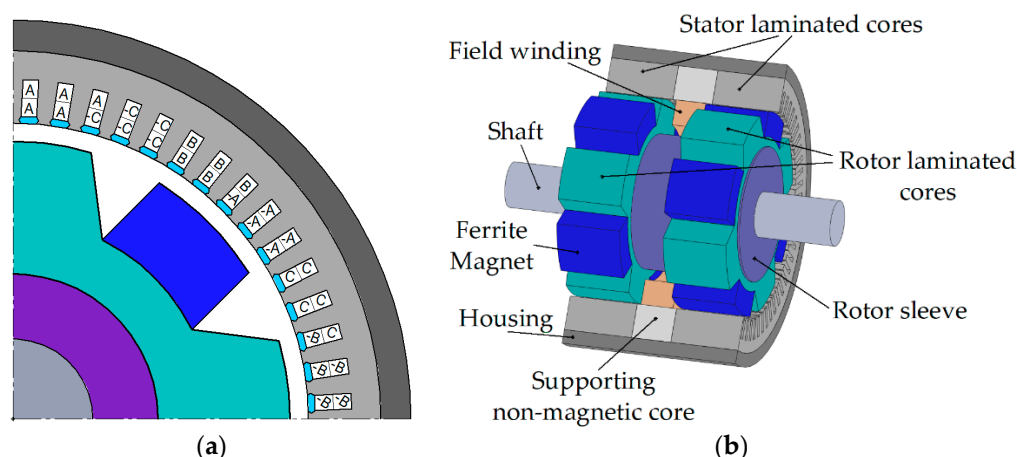 A
A
A
A
A
-C
-C
-C
-C
-C
B
B
B
B
B
-A
-A-A
-A-A
C C
C C
-B C
-B-B
-B-B
(a)
Stator laminated cores
Field winding
Shaft
Rotor laminated
cores
Ferrite
Magnet
Rotor sleeve
Housing
Supporting
non-magnetic core
(b)